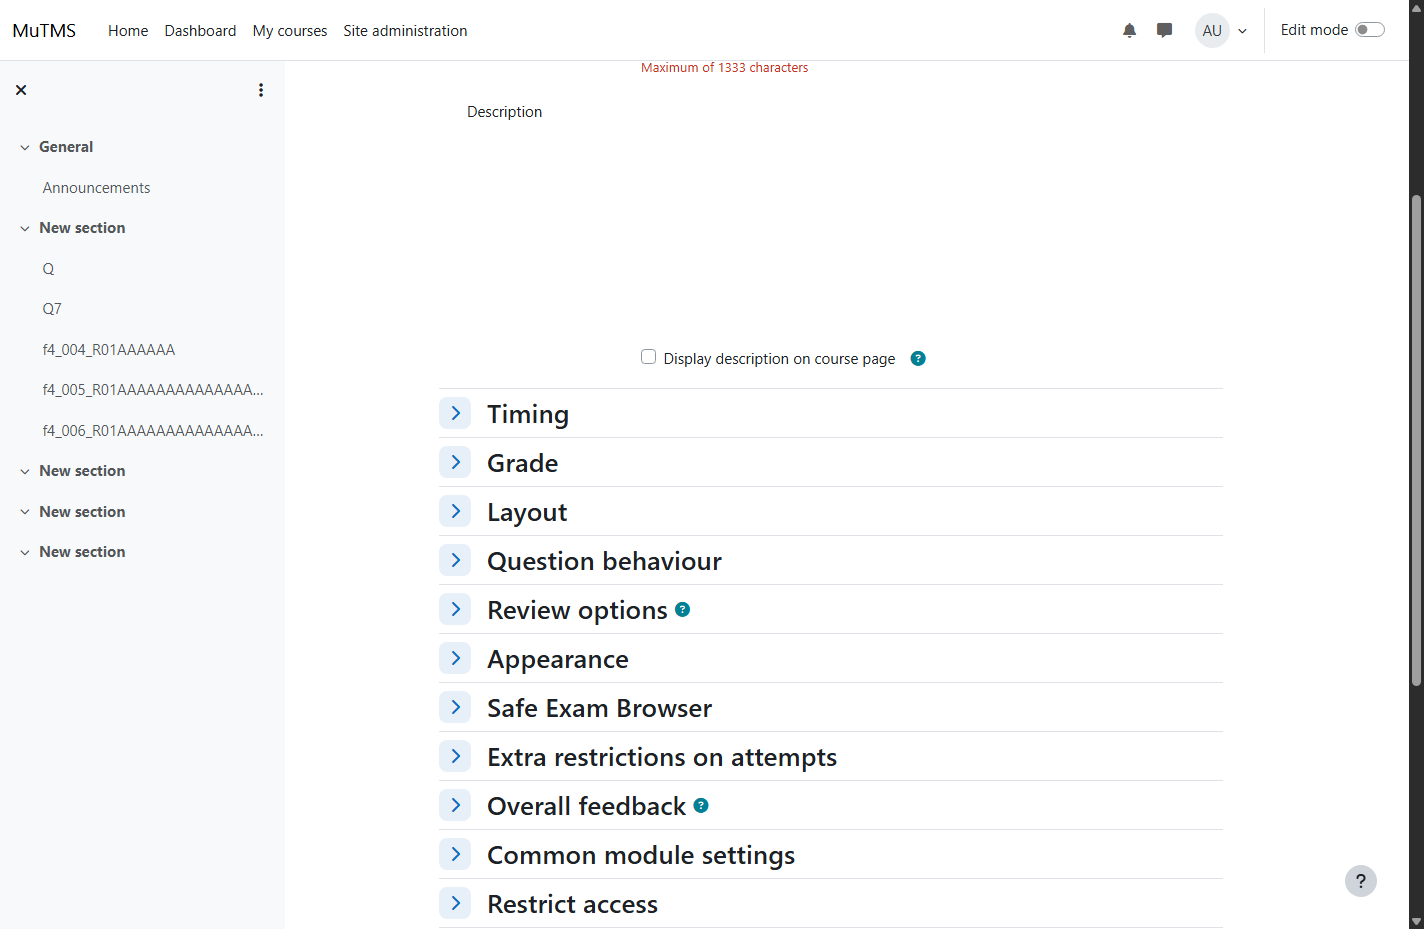 MuTMS Home Dashboard My courses Site administration AU Edit mode
Maximum of 1333 characters
Description
General
Announcements
New section
Q
Q7
f4_004_R01AAAAAA
f4_005_R01AAAAAAAAAAAAAA...
f4_006_R01AAAAAAAAAAAAAA...
New section
New section
New section
Display description on course page ?
Timing
Grade
Layout
Question behaviour
Review options ?
Appearance
Safe Exam Browser
Extra restrictions on attempts
Overall feedback ?
Common module settings
Restrict access
?